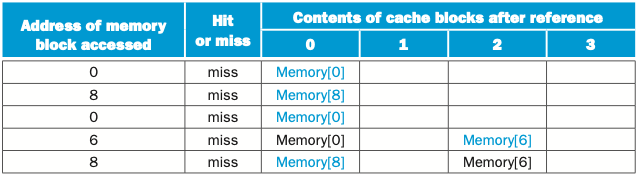 Address of memory block accessed | Hit or miss | Contents of cache blocks after reference
0 | 1 | 2 | 3
0 | miss | Memory[0] | | |
8 | miss | Memory[8] | | |
0 | miss | Memory[0] | | |
6 | miss | Memory[0] | | Memory[6] |
8 | miss | Memory[8] | | Memory[6] |